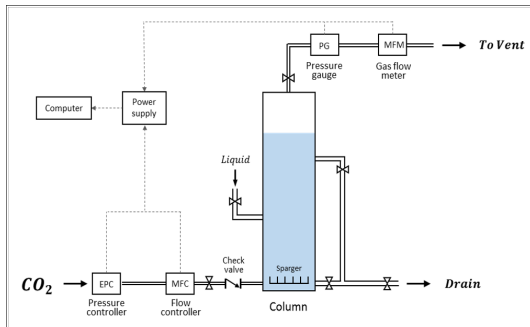 PG
MFM
To Vent
Pressure
gauge
Gas flow
meter
Computer
Power
supply
Liquid
Check
valve
Sparger
CO2
EPC
MFC
Drain
Pressure
controller
Flow
controller
Column